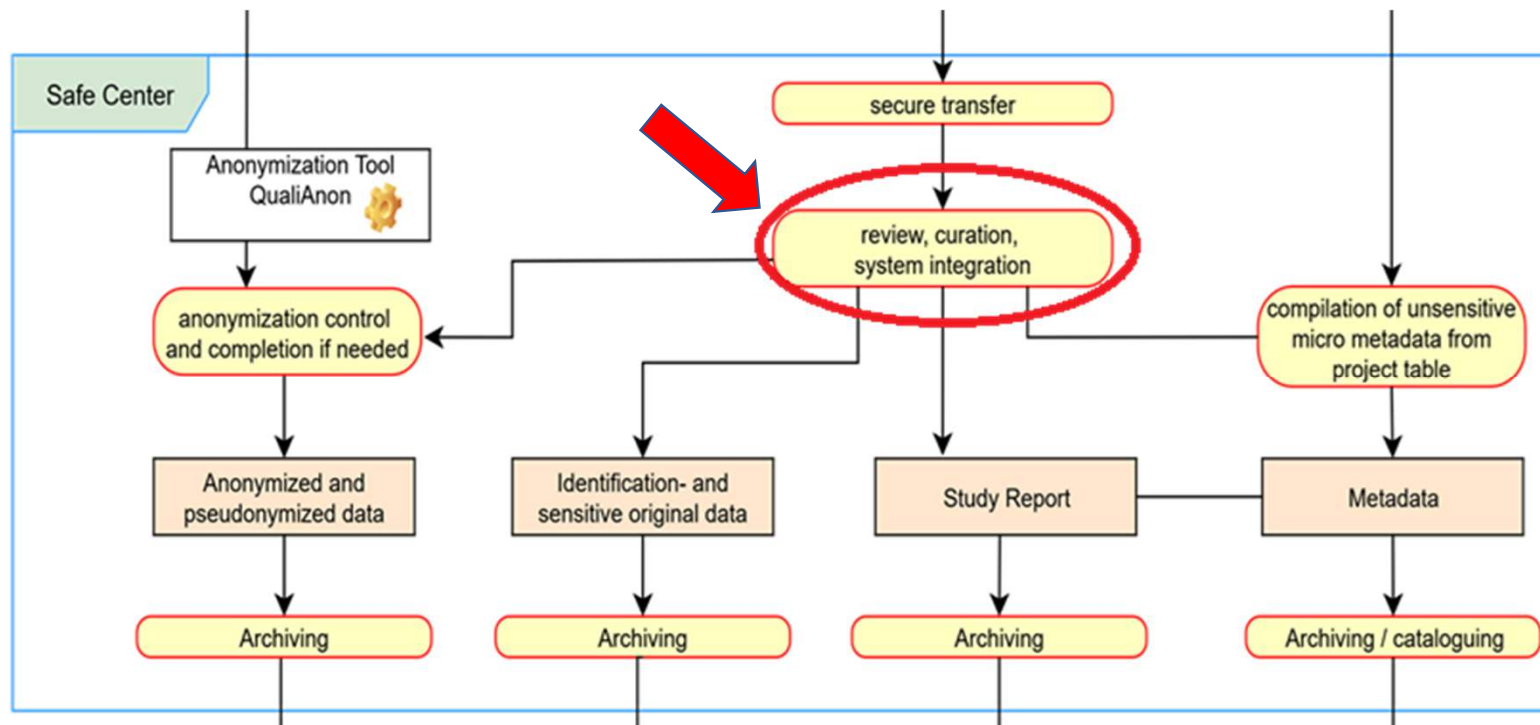 Safe Center
secure transfer
Anonymization Tool
QualiAnon
review, curation,
system integration
anonymization control
and completion if needed
compilation of unsensitive
micro metadata from
project table
Anonymized and
pseudonymized data
Identification- and
sensitive original data
Study Report
Metadata
Archiving
Archiving
Archiving
Archiving / cataloguing